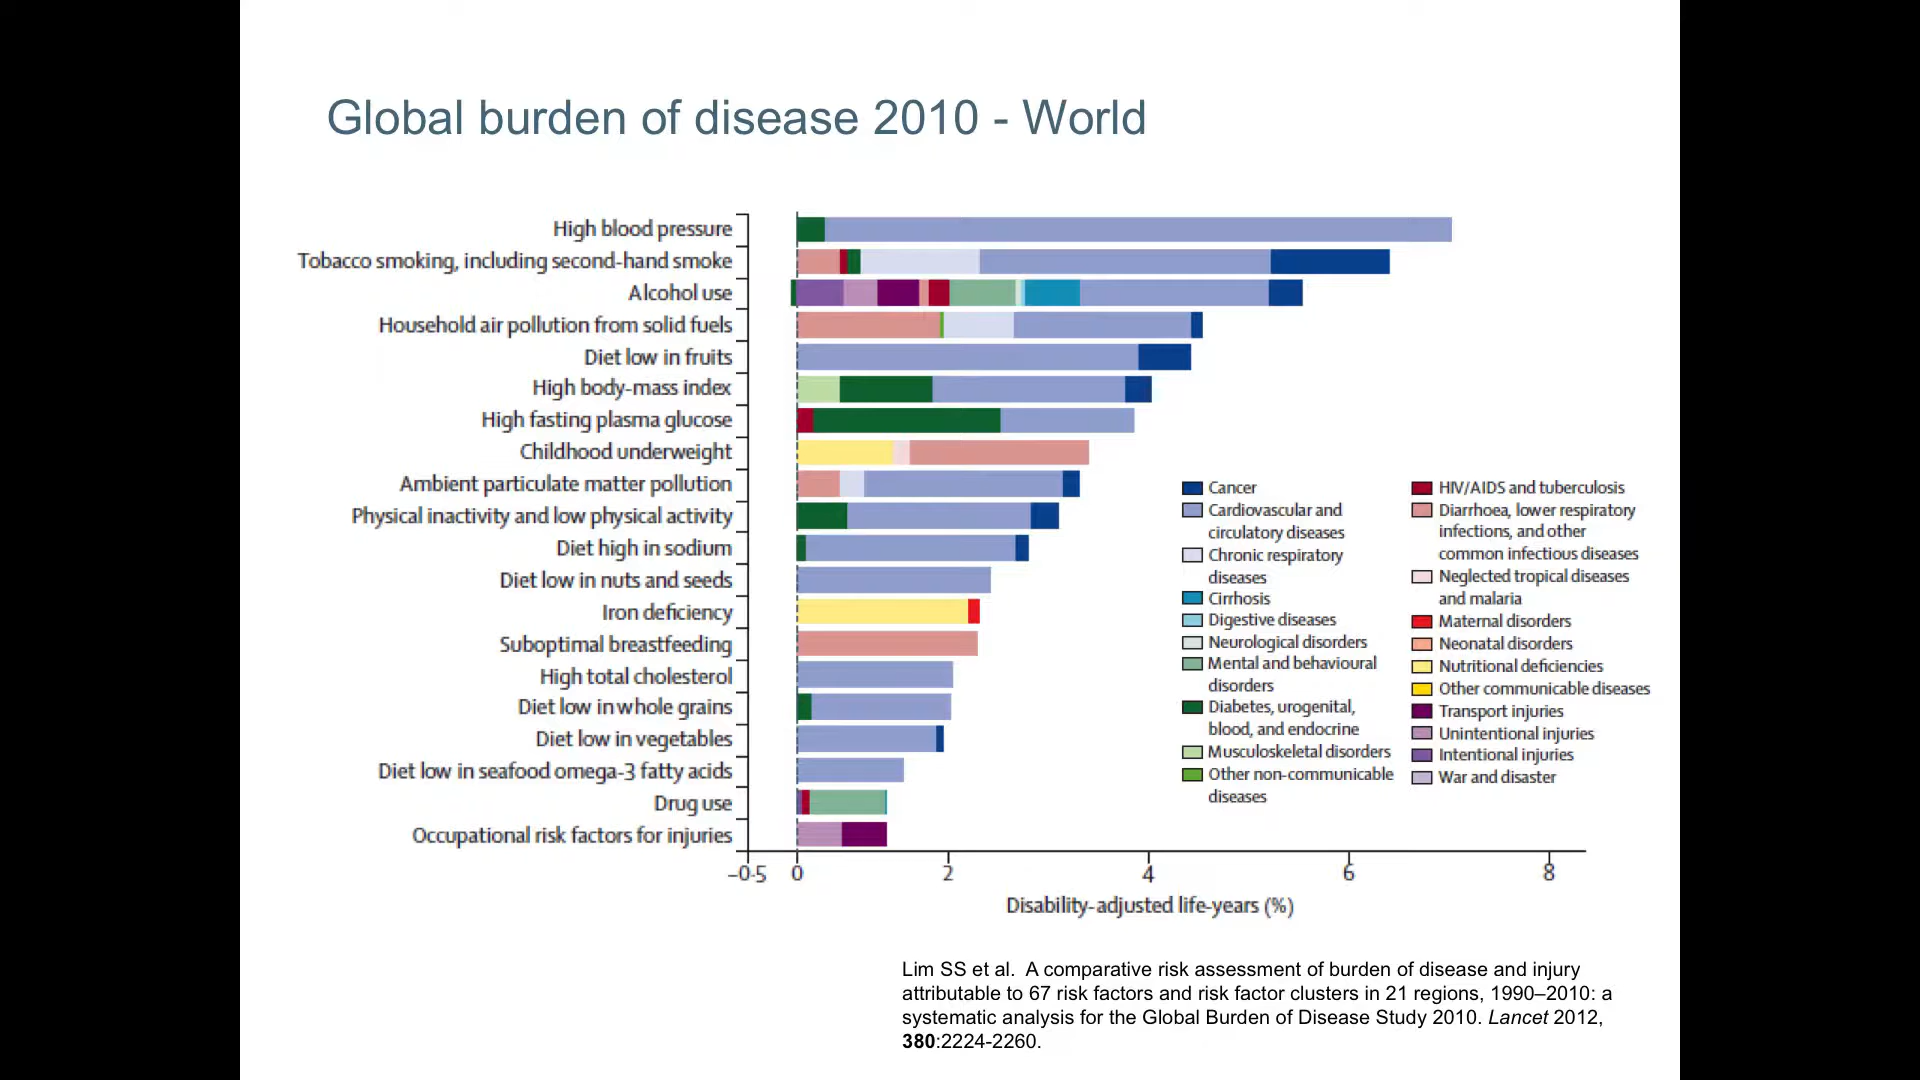 Global burden of disease 2010 - World
High blood pressure
Tobacco smoking, including second-hand smoke
Alcohol use
Household air pollution from solid fuels
Diet low in fruits
High body-mass index
High fasting plasma glucose
Childhood underweight
Ambient particulate matter pollution
Physical inactivity and low physical activity
Diet high in sodium
Diet low in nuts and seeds
Iron deficiency
Suboptimal breastfeeding
High total cholesterol
Diet low in whole grains
Diet low in vegetables
Diet low in seafood omega-3 fatty acids
Drug use
Occupational risk factors for injuries
Cancer
Cardiovascular and
circulatory diseases
Chronic respiratory
diseases
Cirrhosis
Digestive diseases
Neurological disorders
Mental and behavioural
disorders
Diabetes, urogenital,
blood, and endocrine
Musculoskeletal disorders
Other non-communicable
diseases
HIV/AIDS and tuberculosis
Diarrhoea, lower respiratory
infections, and other
common infectious diseases
Neglected tropical diseases
and malaria
Maternal disorders
Neonatal disorders
Nutritional deficiencies
Other communicable diseases
Transport injuries
Unintentional injuries
Intentional injuries
War and disaster
–0·5 0 2 4 6 8
Disability-adjusted life-years (%)
Lim SS et al. A comparative risk assessment of burden of disease and injury
attributable to 67 risk factors and risk factor clusters in 21 regions, 1990–2010: a
systematic analysis for the Global Burden of Disease Study 2010. Lancet 2012,
380:2224-2260.